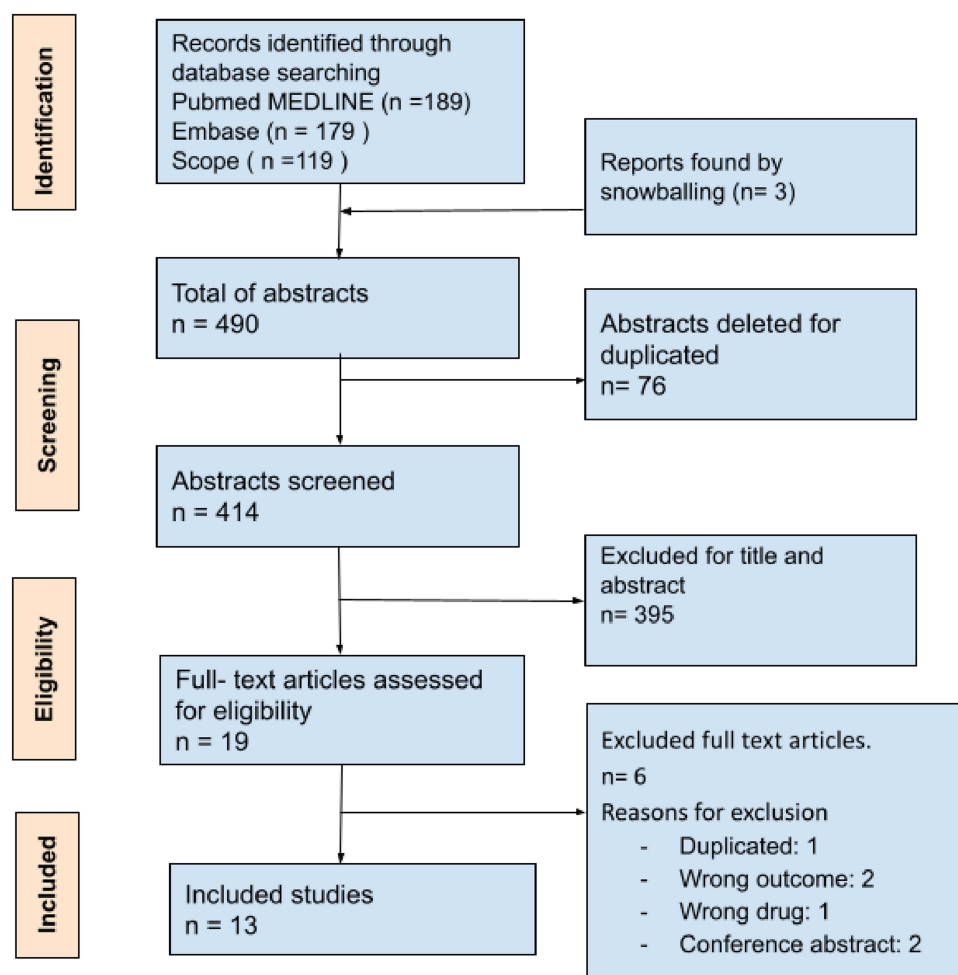 Identification
Records identified through
database searching
Pubmed MEDLINE (n =189)
Embase (n = 179 )
Scope ( n =119 )
Reports found by
snowballing (n= 3)
Screening
Total of abstracts
n = 490
Abstracts deleted for
duplicated
n= 76
Abstracts screened
n = 414
Excluded for title and
abstract
n= 395
Eligibility
Full- text articles assessed
for eligibility
n = 19
Excluded full text articles.
n= 6
Reasons for exclusion
- Duplicated: 1
- Wrong outcome: 2
- Wrong drug: 1
- Conference abstract: 2
Included
Included studies
n = 13